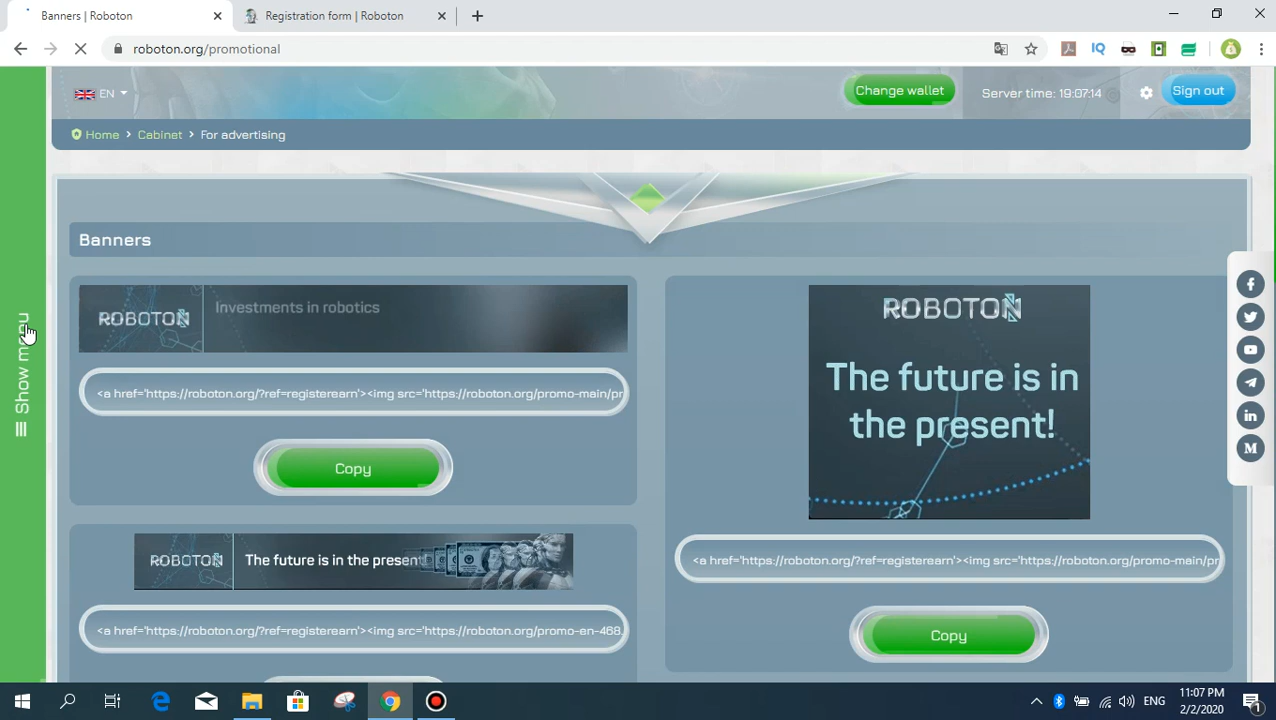 Banners | Roboton
Registration form | Roboton
roboton.org/promotional
EN
Change wallet
Server time: 19:07:14
Sign out
Home > Cabinet > For advertising
Show menu
Banners
ROBOTON
Investments in robotics
<a href='https://roboton.org/?ref=registerearn'><img src='https://roboton.org/promo-main/pr
Copy
ROBOTON
The future is in the present
<a href='https://roboton.org/?ref=registerearn'><img src='https://roboton.org/promo-en-468.
ROBOTON
The future is in
the present!
<a href='https://roboton.org/?ref=registerearn'><img src='https://roboton.org/promo-main/pr
Copy
ENG
11:07 PM
2/2/2020
1